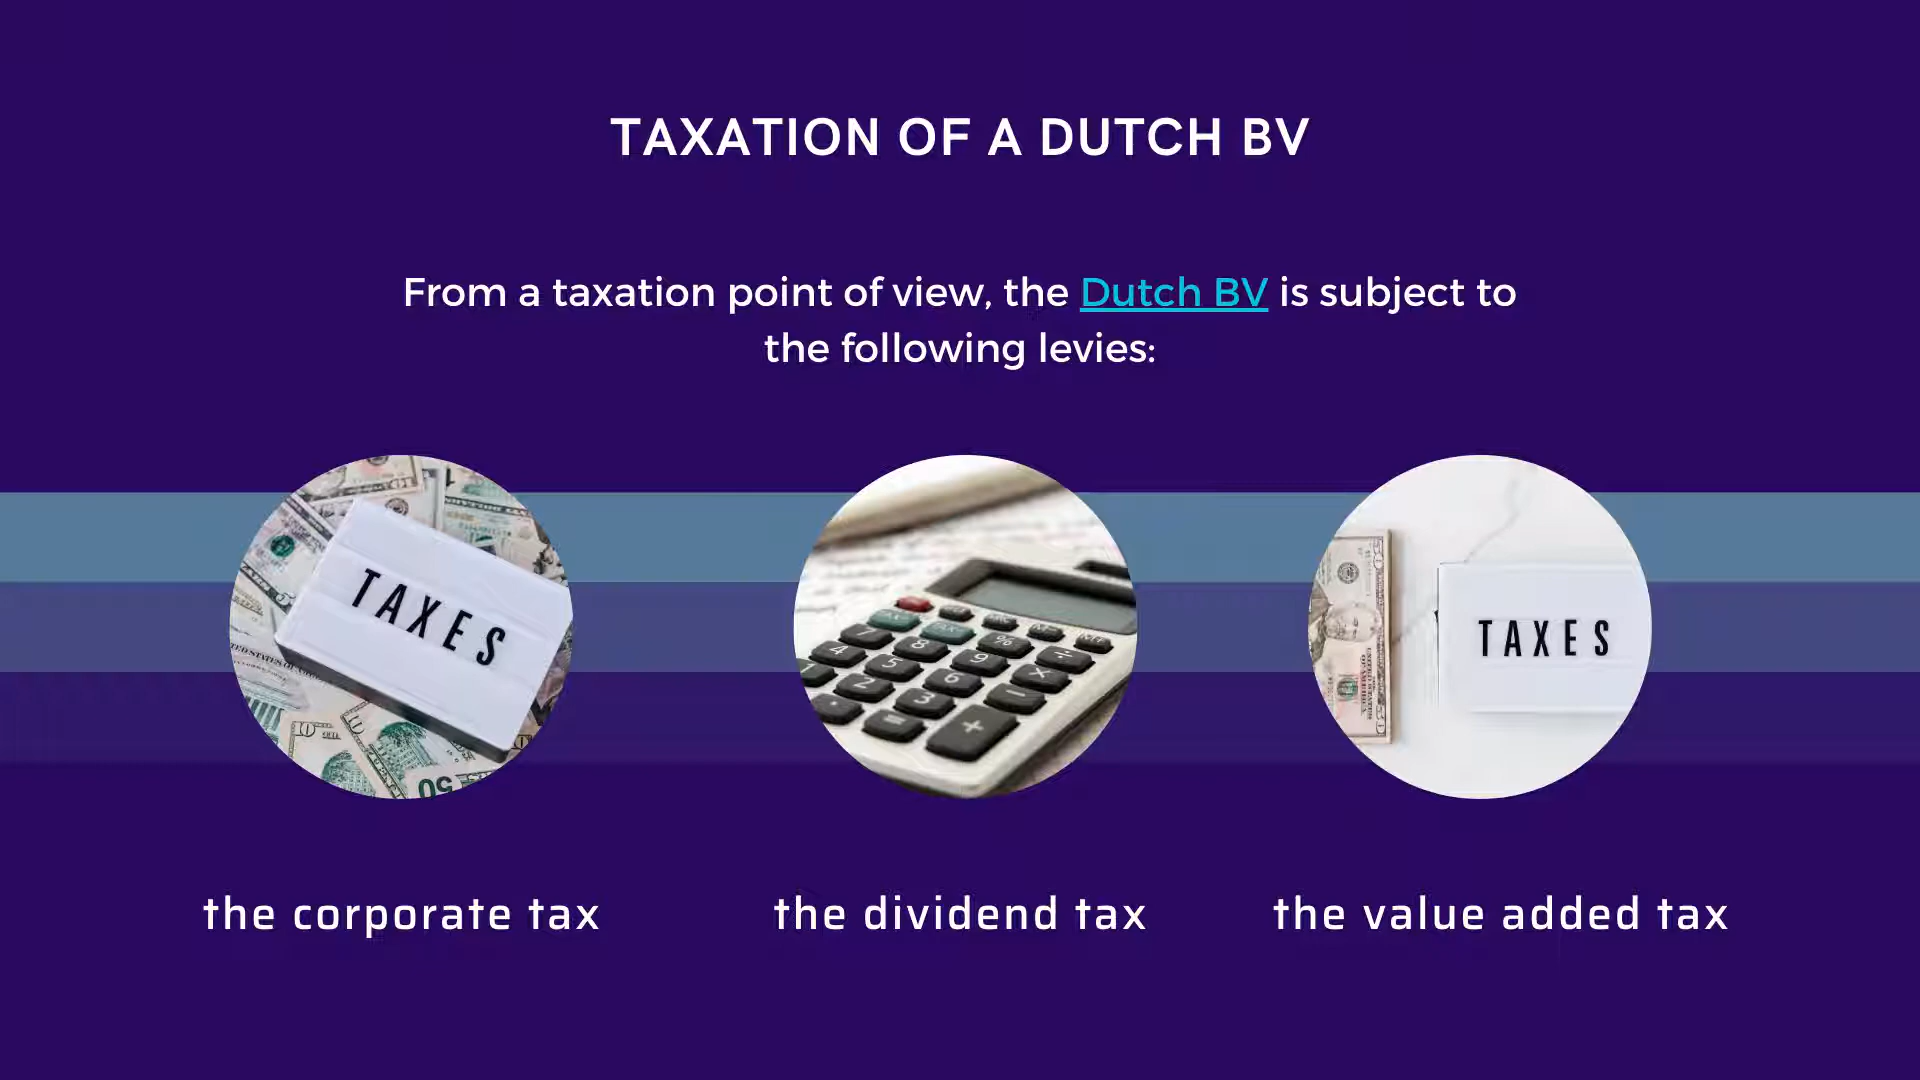 TAXATION OF A DUTCH BV
From a taxation point of view, the Dutch BV is subject to
the following levies:
TAXES
TAXES
the corporate tax
the dividend tax
the value added tax